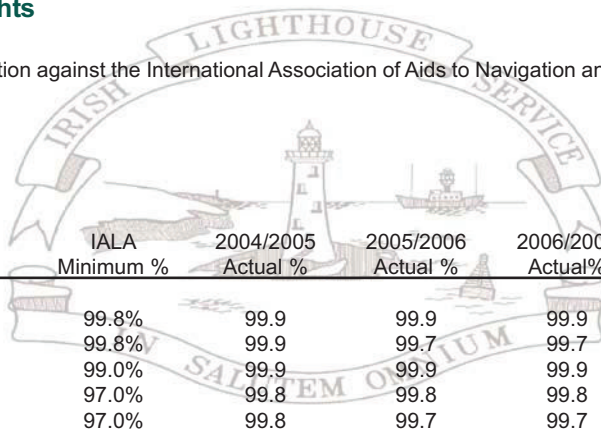 hts
LIGHTHOUSE
tion against the International Association of Aids to Navigation an
IRISH
SERVICE
IALA 2004/2005 2005/2006 2006/200
Minimum % Actual % Actual % Actual%
99.8% 99.9 99.9 99.9
99.8% 99.9 99.7 99.7
99.0% 99.9 99.9 99.9
97.0% 99.8 99.8 99.8
97.0% 99.8 99.7 99.7
IN SALUTEM OMNIUM